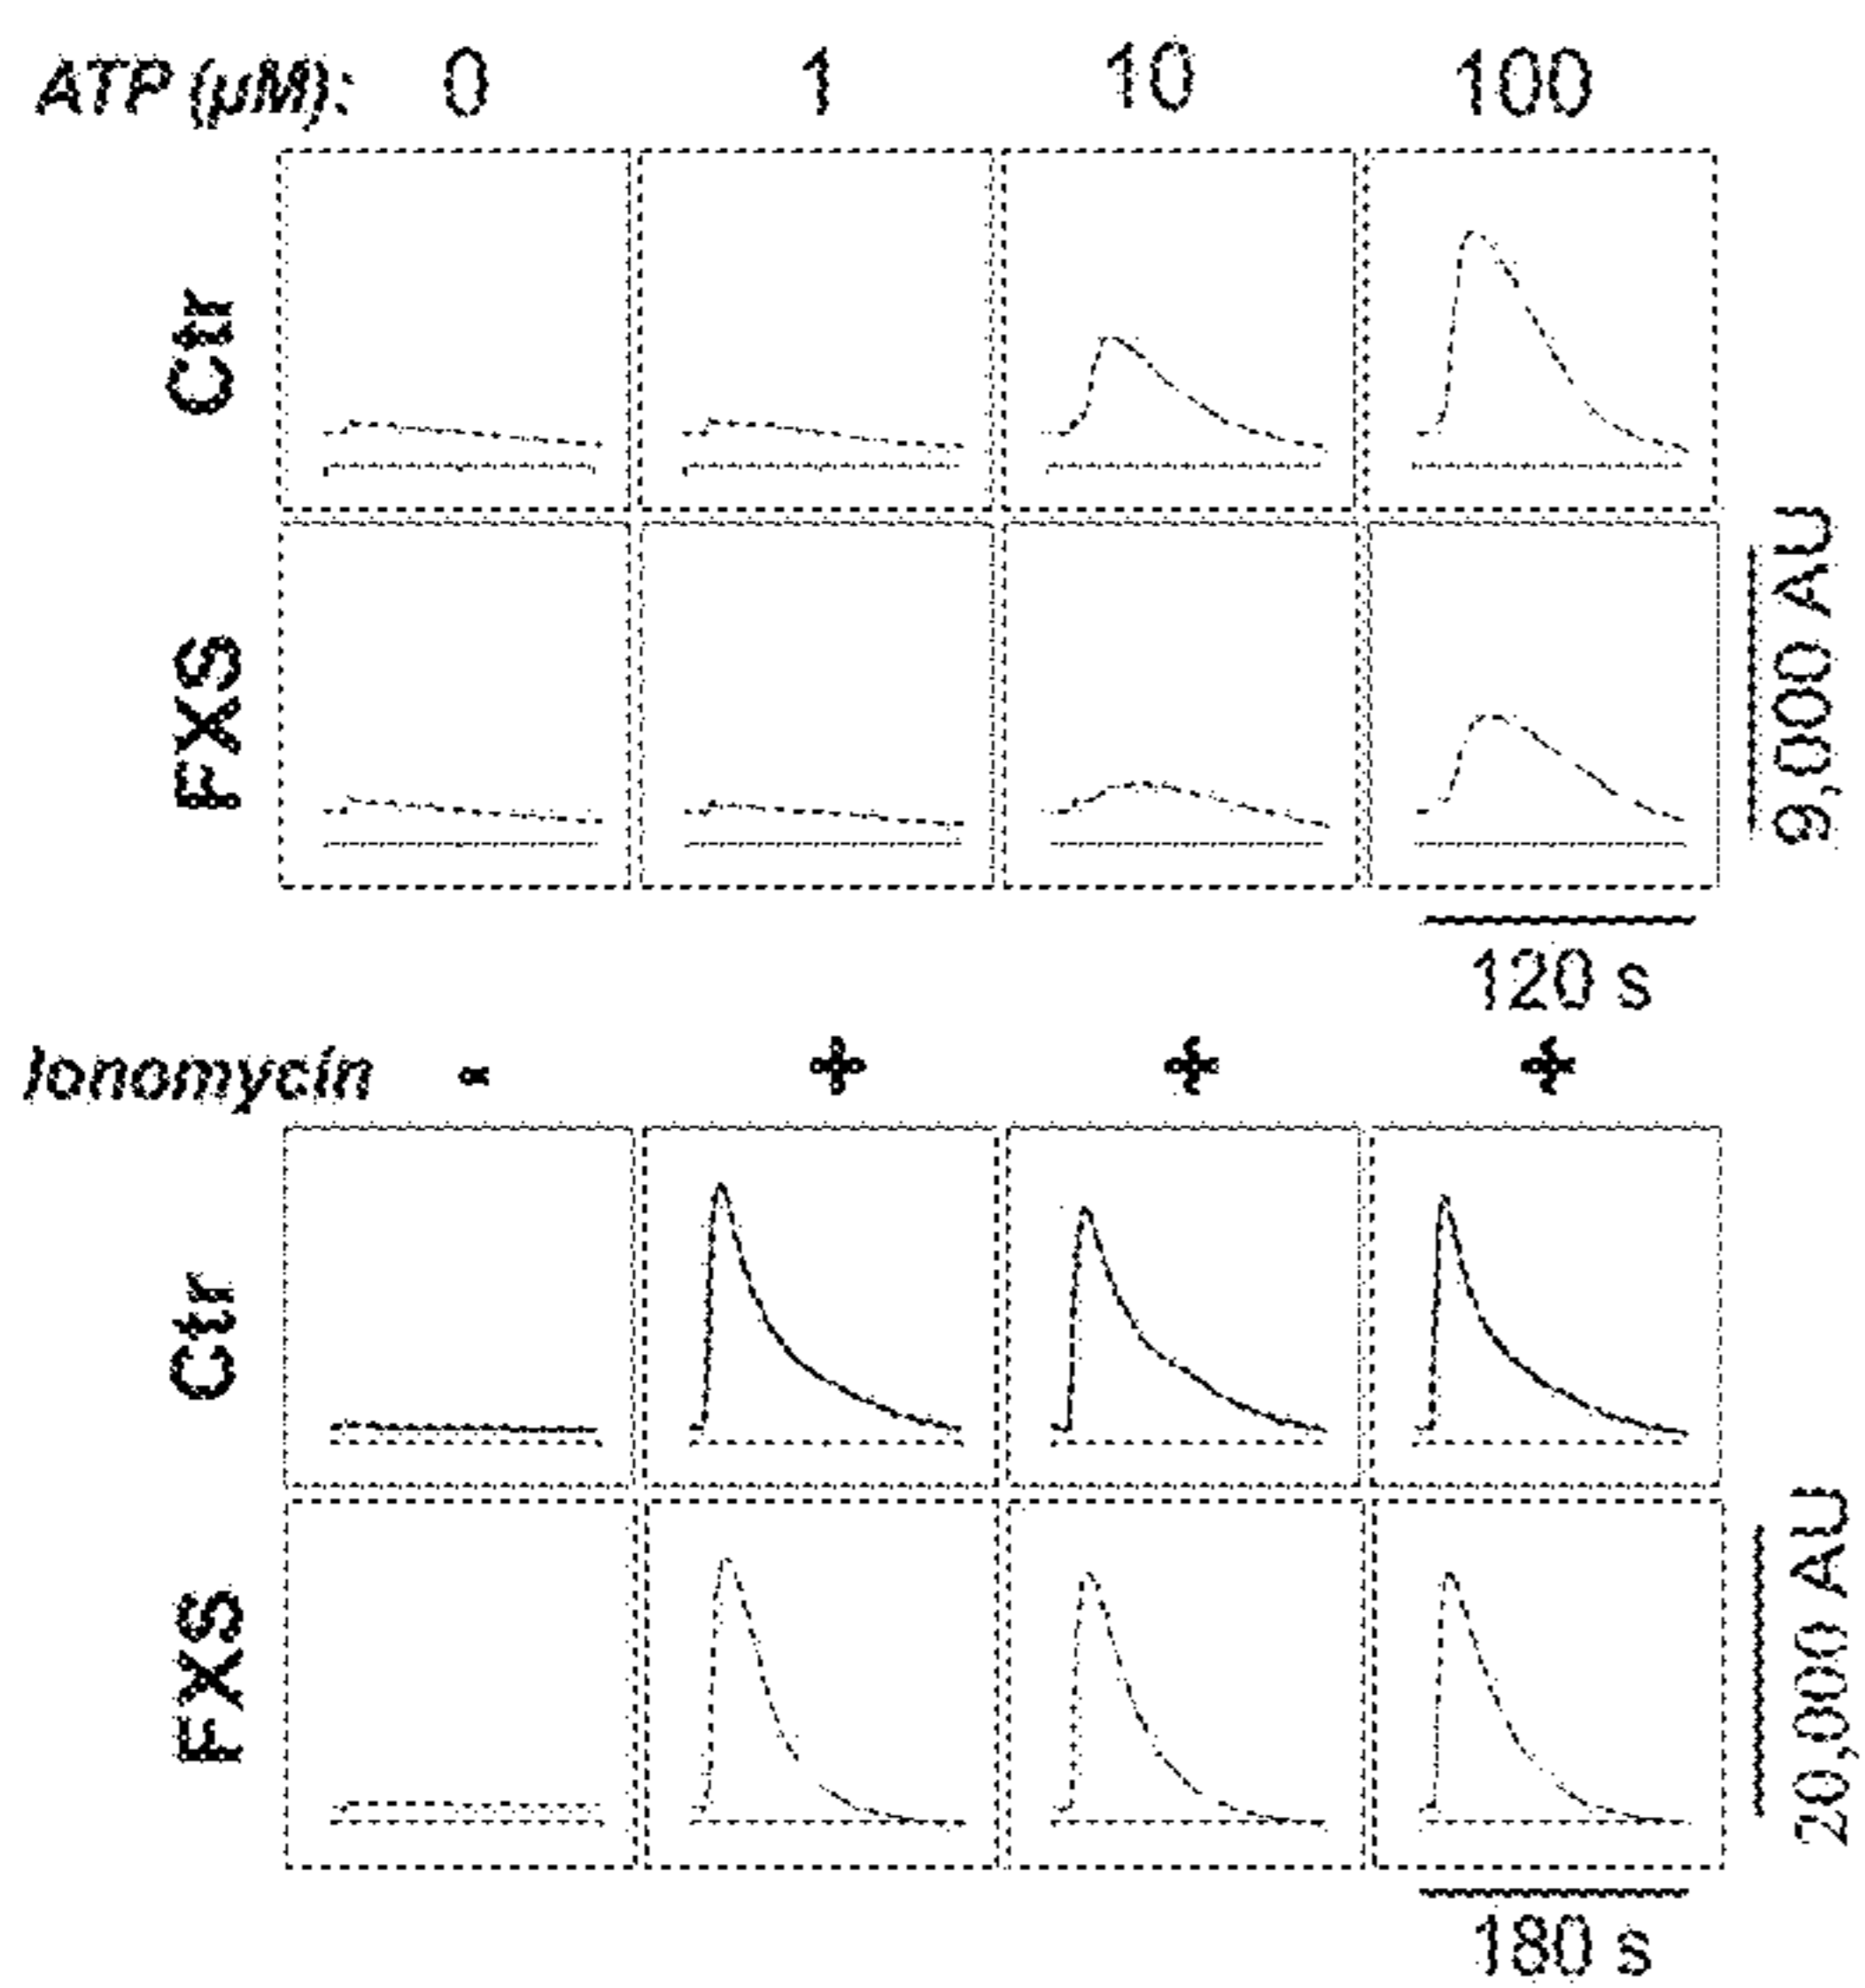 ATP (µM): 0 1 10 100
Ctr
FXS
9,000 AU
120 s
Ionomycin - + + +
Ctr
FXS
20,000 AU
180 s